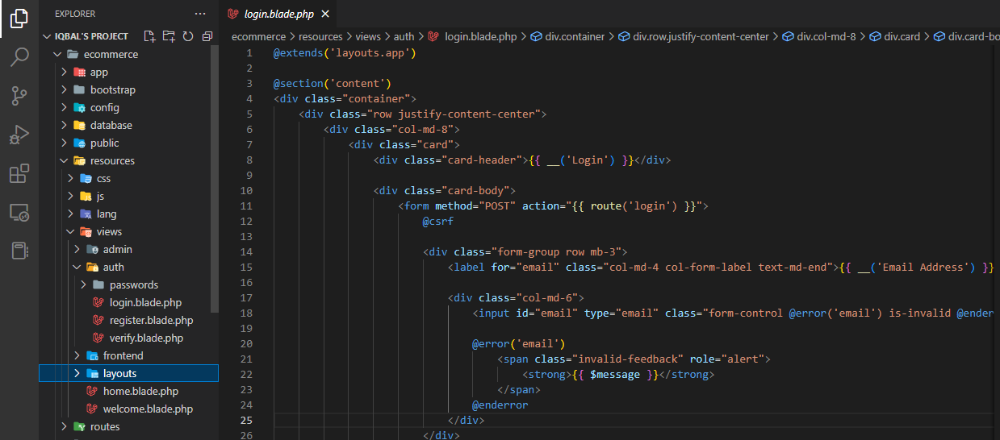 EXPLORER
IQBAL'S PROJECT
ecommerce
app
bootstrap
config
database
public
resources
css
js
lang
views
admin
auth
passwords
login.blade.php
register.blade.php
verify.blade.php
frontend
layouts
home.blade.php
welcome.blade.php
routes
login.blade.php
ecommerce > resources > views > auth > login.blade.php > div.container > div.row.justify-content-center > div.col-md-8 > div.card > div.card-bo
1 @extends('layouts.app')
2
3 @section('content')
4 <div class="container">
5 <div class="row justify-content-center">
6 <div class="col-md-8">
7 <div class="card">
8 <div class="card-header">{{ __('Login') }}</div>
9
10 <div class="card-body">
11 <form method="POST" action="{{ route('login') }}">
12 @csrf
13
14 <div class="form-group row mb-3">
15 <label for="email" class="col-md-4 col-form-label text-md-end">{{ __('Email Address') }}
16
17 <div class="col-md-6">
18 <input id="email" type="email" class="form-control @error('email') is-invalid @ender
19
20 @error('email')
21 <span class="invalid-feedback" role="alert">
22 <strong>{{ $message }}</strong>
23 </span>
24 @enderror
25 </div>
26 </div>